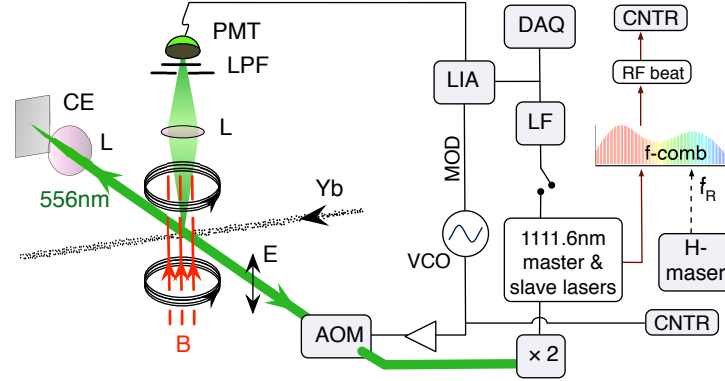 PMT
LPF
CE
L
L
556nm
Yb
E
B
AOM
LIA
MOD
VCO
DAQ
LF
1111.6nm
master &
slave lasers
× 2
CNTR
RF beat
f-comb
fR
H-
maser
CNTR